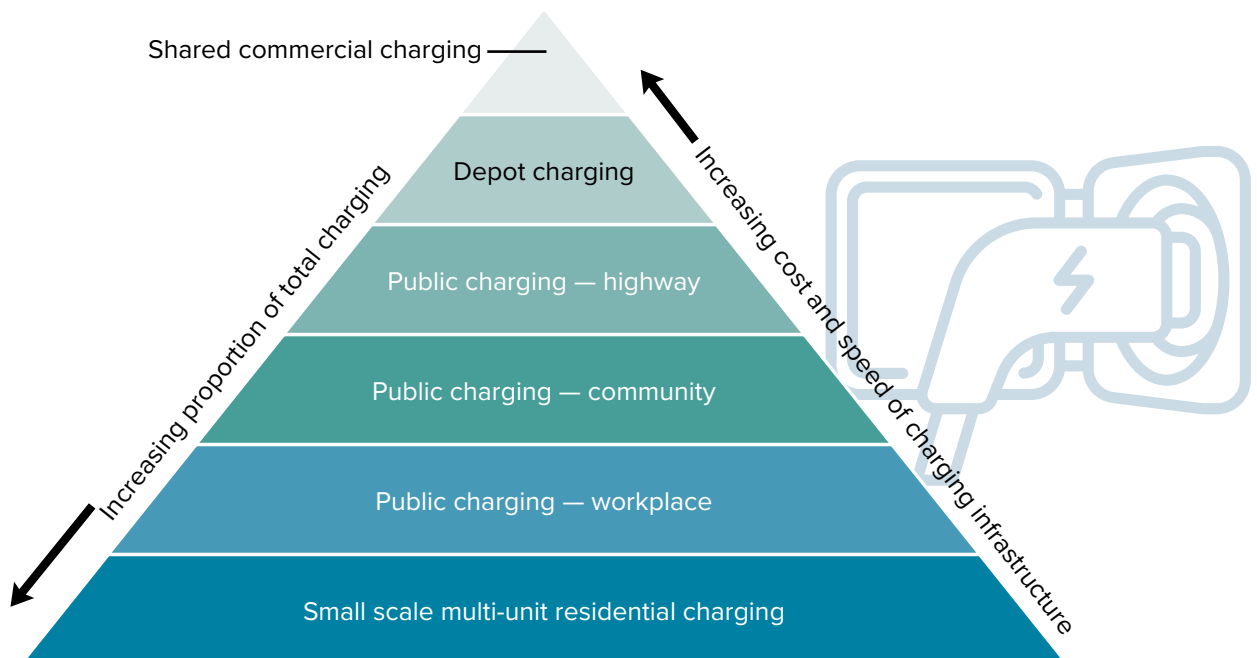 Shared commercial charging
Depot charging
Public charging — highway
Public charging — community
Public charging — workplace
Small scale multi-unit residential charging
Increasing proportion of total charging
Increasing cost and speed of charging infrastructure